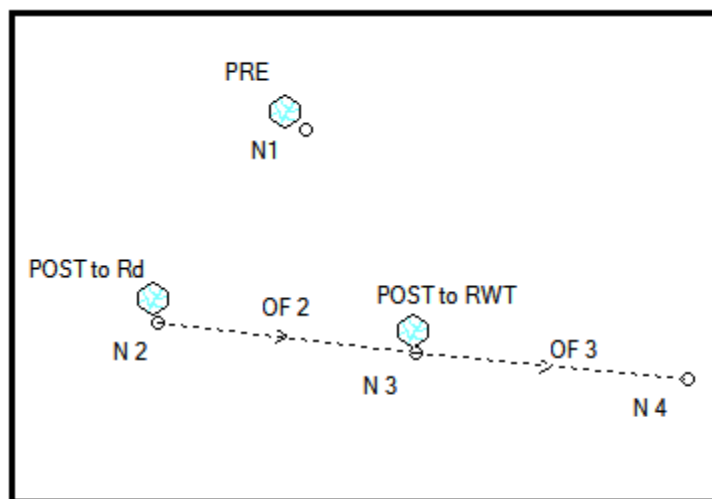 PRE
N1
POST to Rd
OF 2
POST to RWT
N 2
OF 3
N 3
N 4